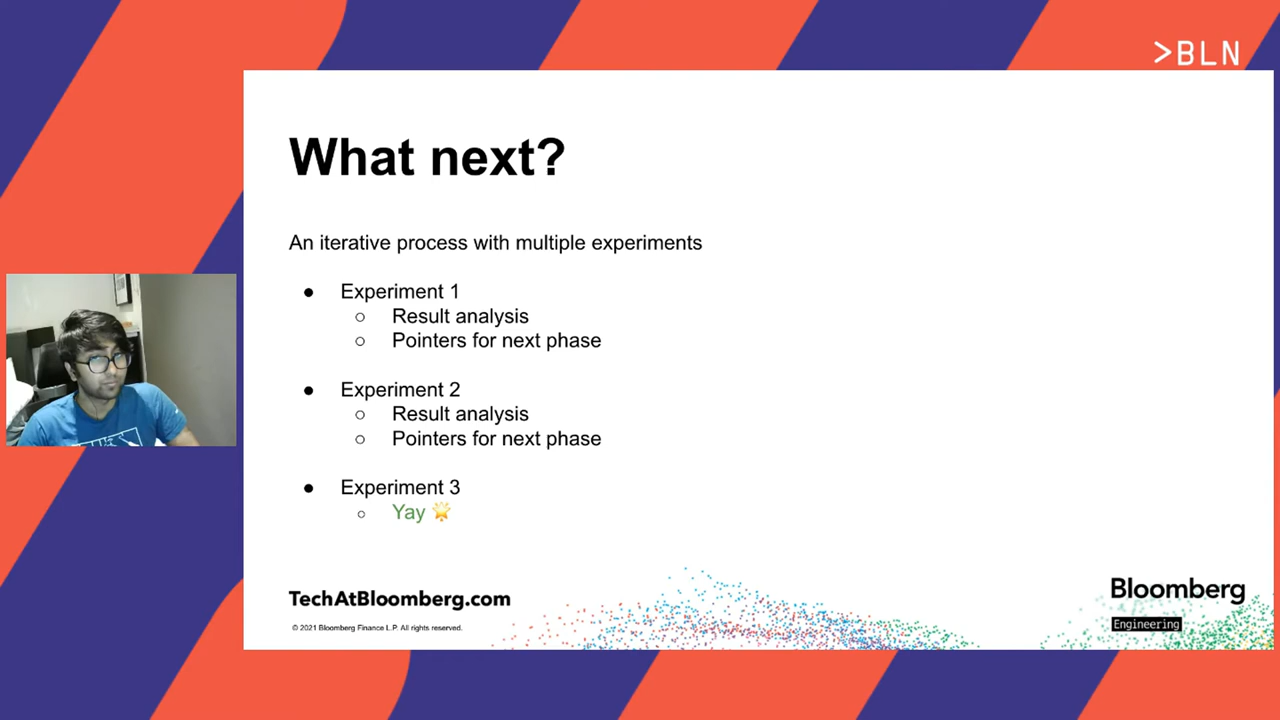 >BLN
What next?
An iterative process with multiple experiments
● Experiment 1
○ Result analysis
○ Pointers for next phase
● Experiment 2
○ Result analysis
○ Pointers for next phase
● Experiment 3
○ Yay 🌟
TechAtBloomberg.com
© 2021 Bloomberg Finance L.P. All rights reserved.
Bloomberg
Engineering